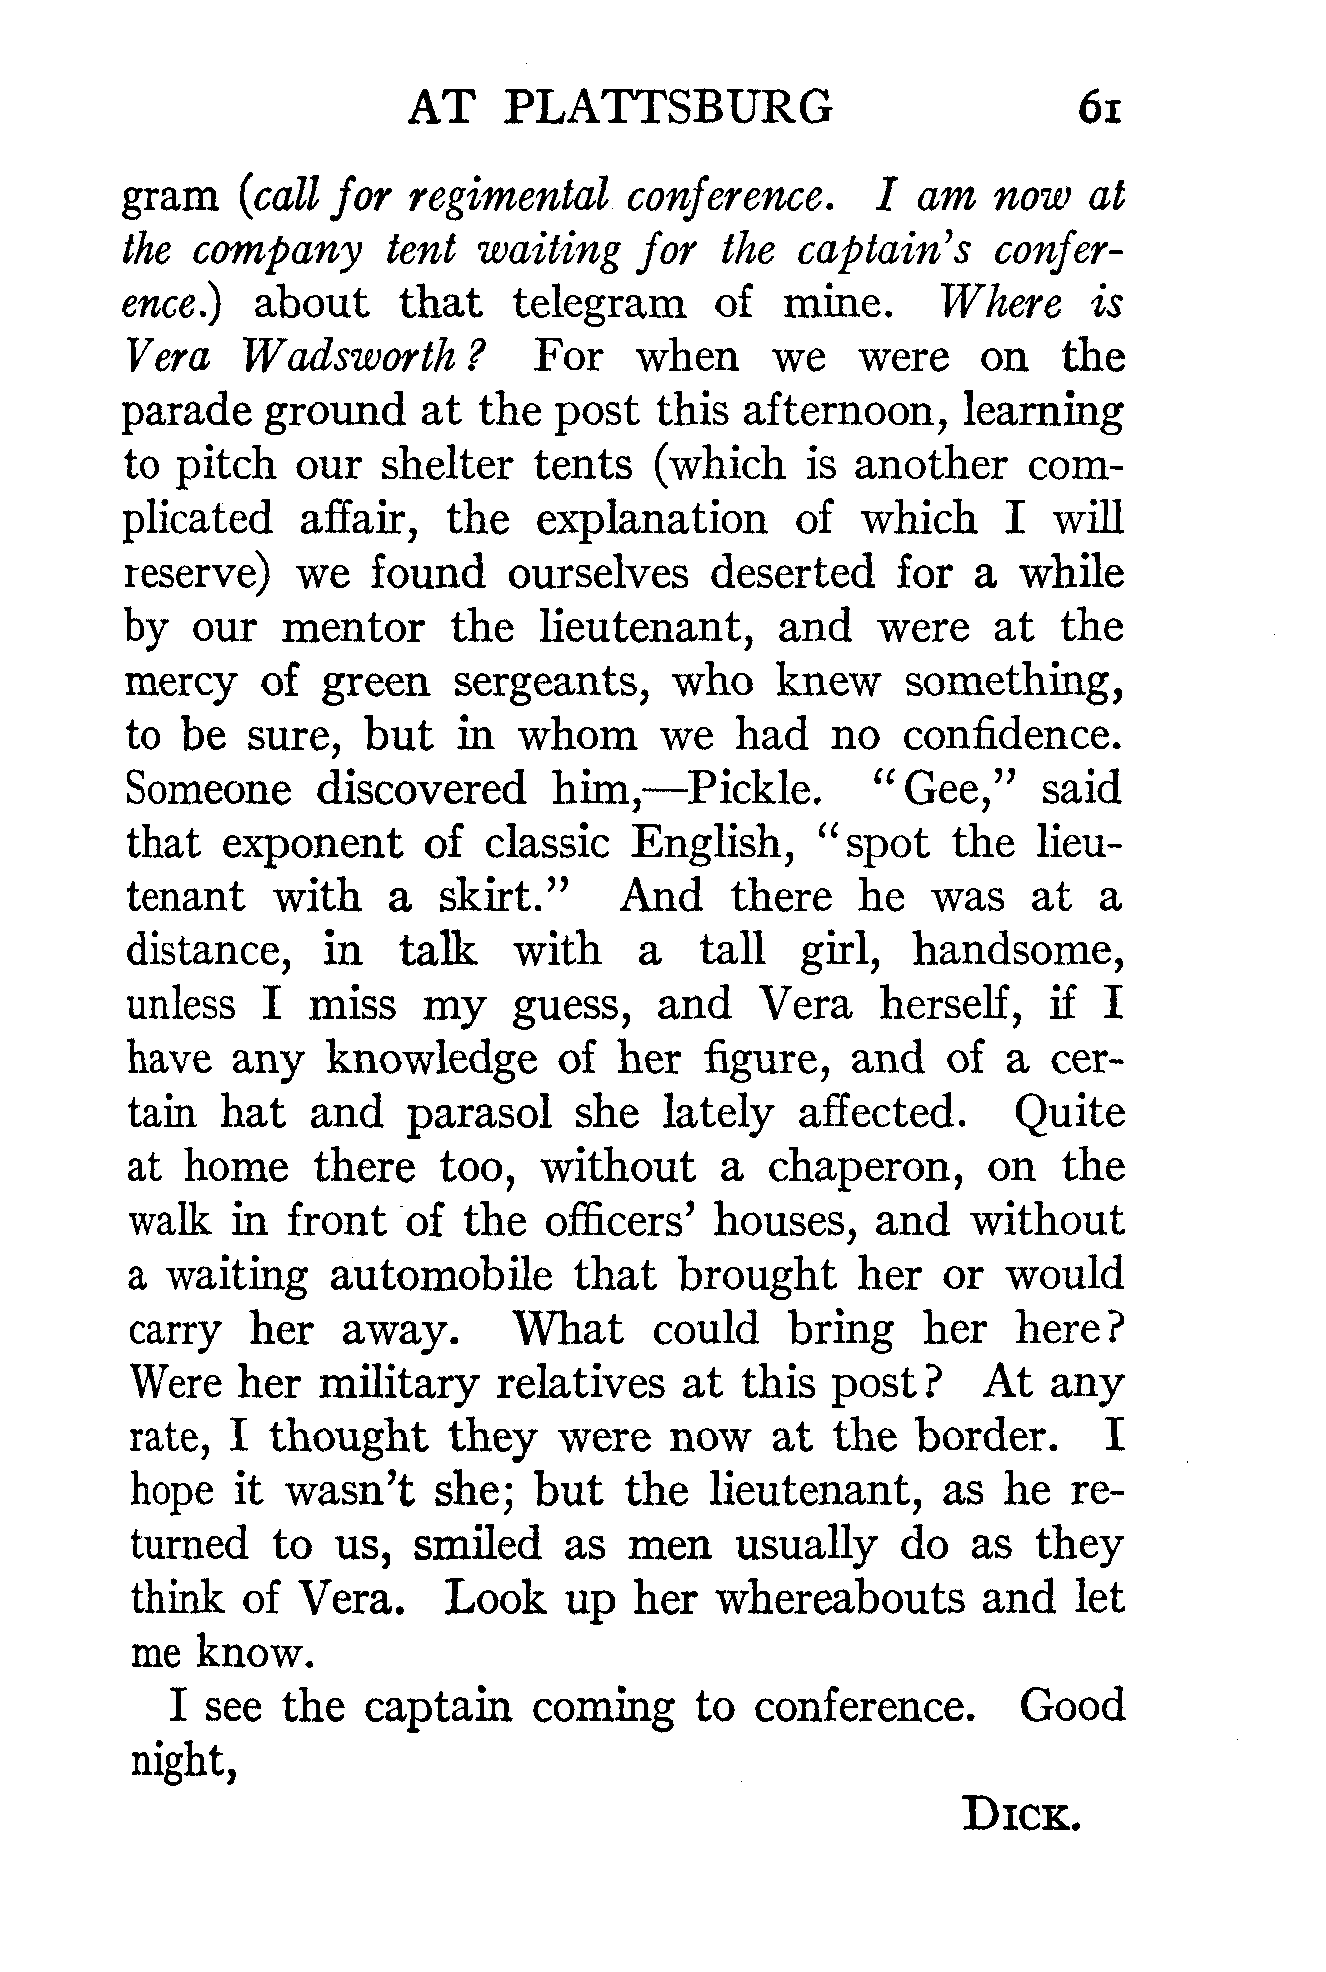 AT PLATTSBURG 61
gram (call for regimental conference. I am now at
the company tent waiting for the captain's confer-
ence.) about that telegram of mine. Where is
Vera Wadsworth? For when we were on the
parade ground at the post this afternoon, learning
to pitch our shelter tents (which is another com-
plicated affair, the explanation of which I will
reserve) we found ourselves deserted for a while
by our mentor the lieutenant, and were at the
mercy of green sergeants, who knew something,
to be sure, but in whom we had no confidence.
Someone discovered him,—Pickle. "Gee," said
that exponent of classic English, "spot the lieu-
tenant with a skirt." And there he was at a
distance, in talk with a tall girl, handsome,
unless I miss my guess, and Vera herself, if I
have any knowledge of her figure, and of a cer-
tain hat and parasol she lately affected. Quite
at home there too, without a chaperon, on the
walk in front of the officers' houses, and without
a waiting automobile that brought her or would
carry her away. What could bring her here?
Were her military relatives at this post? At any
rate, I thought they were now at the border. I
hope it wasn't she; but the lieutenant, as he re-
turned to us, smiled as men usually do as they
think of Vera. Look up her whereabouts and let
me know.
I see the captain coming to conference. Good
night,
DICK.